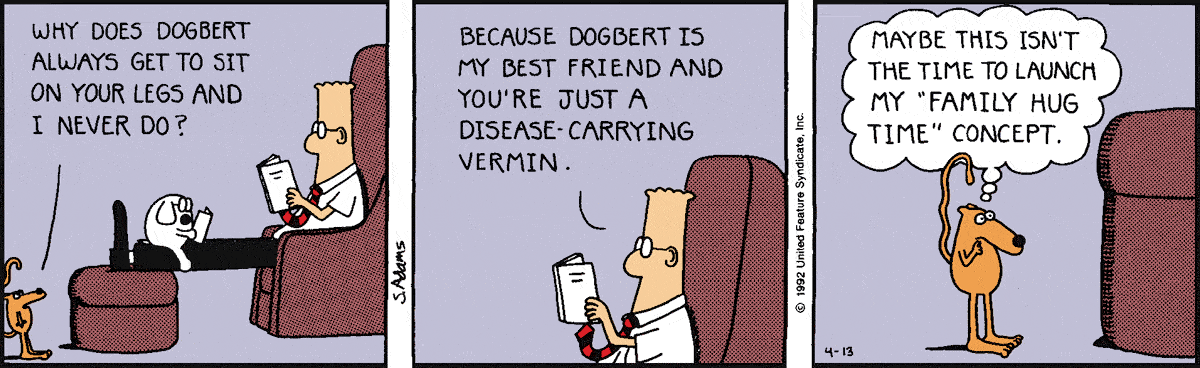 WHY DOES DOGBERT
ALWAYS GET TO SIT
ON YOUR LEGS AND
I NEVER DO?
S.Adams
BECAUSE DOGBERT IS
MY BEST FRIEND AND
YOU'RE JUST A
DISEASE-CARRYING
VERMIN.
© 1992 United Feature Syndicate, Inc.
MAYBE THIS ISN'T
THE TIME TO LAUNCH
MY "FAMILY HUG
TIME" CONCEPT.
4-13